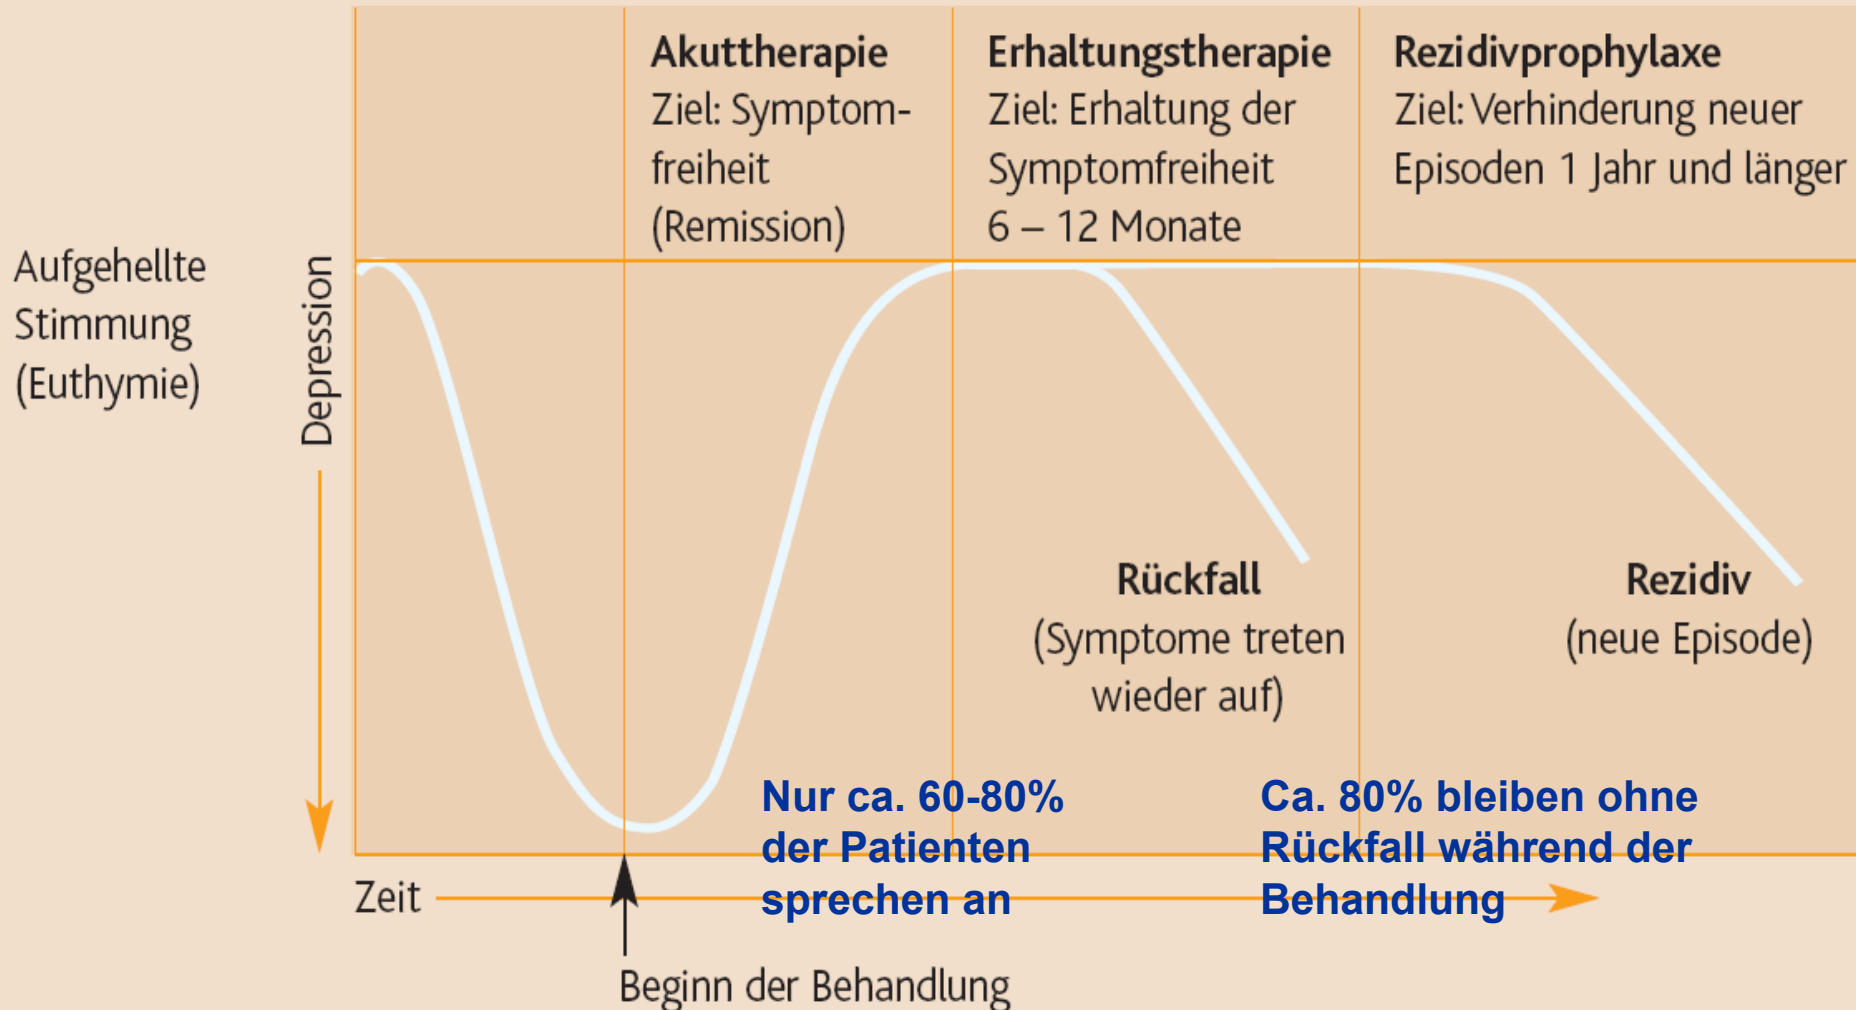 Akuttherapie
Ziel: Symptom-
freiheit
(Remission)
Erhaltungstherapie
Ziel: Erhaltung der
Symptomfreiheit
6 – 12 Monate
Rezidivprophylaxe
Ziel: Verhinderung neuer
Episoden 1 Jahr und länger
Aufgehellte
Stimmung
(Euthymie)
Depression
Rückfall
(Symptome treten
wieder auf)
Rezidiv
(neue Episode)
Nur ca. 60-80%
der Patienten
sprechen an
Ca. 80% bleiben ohne
Rückfall während der
Behandlung
Zeit
Beginn der Behandlung